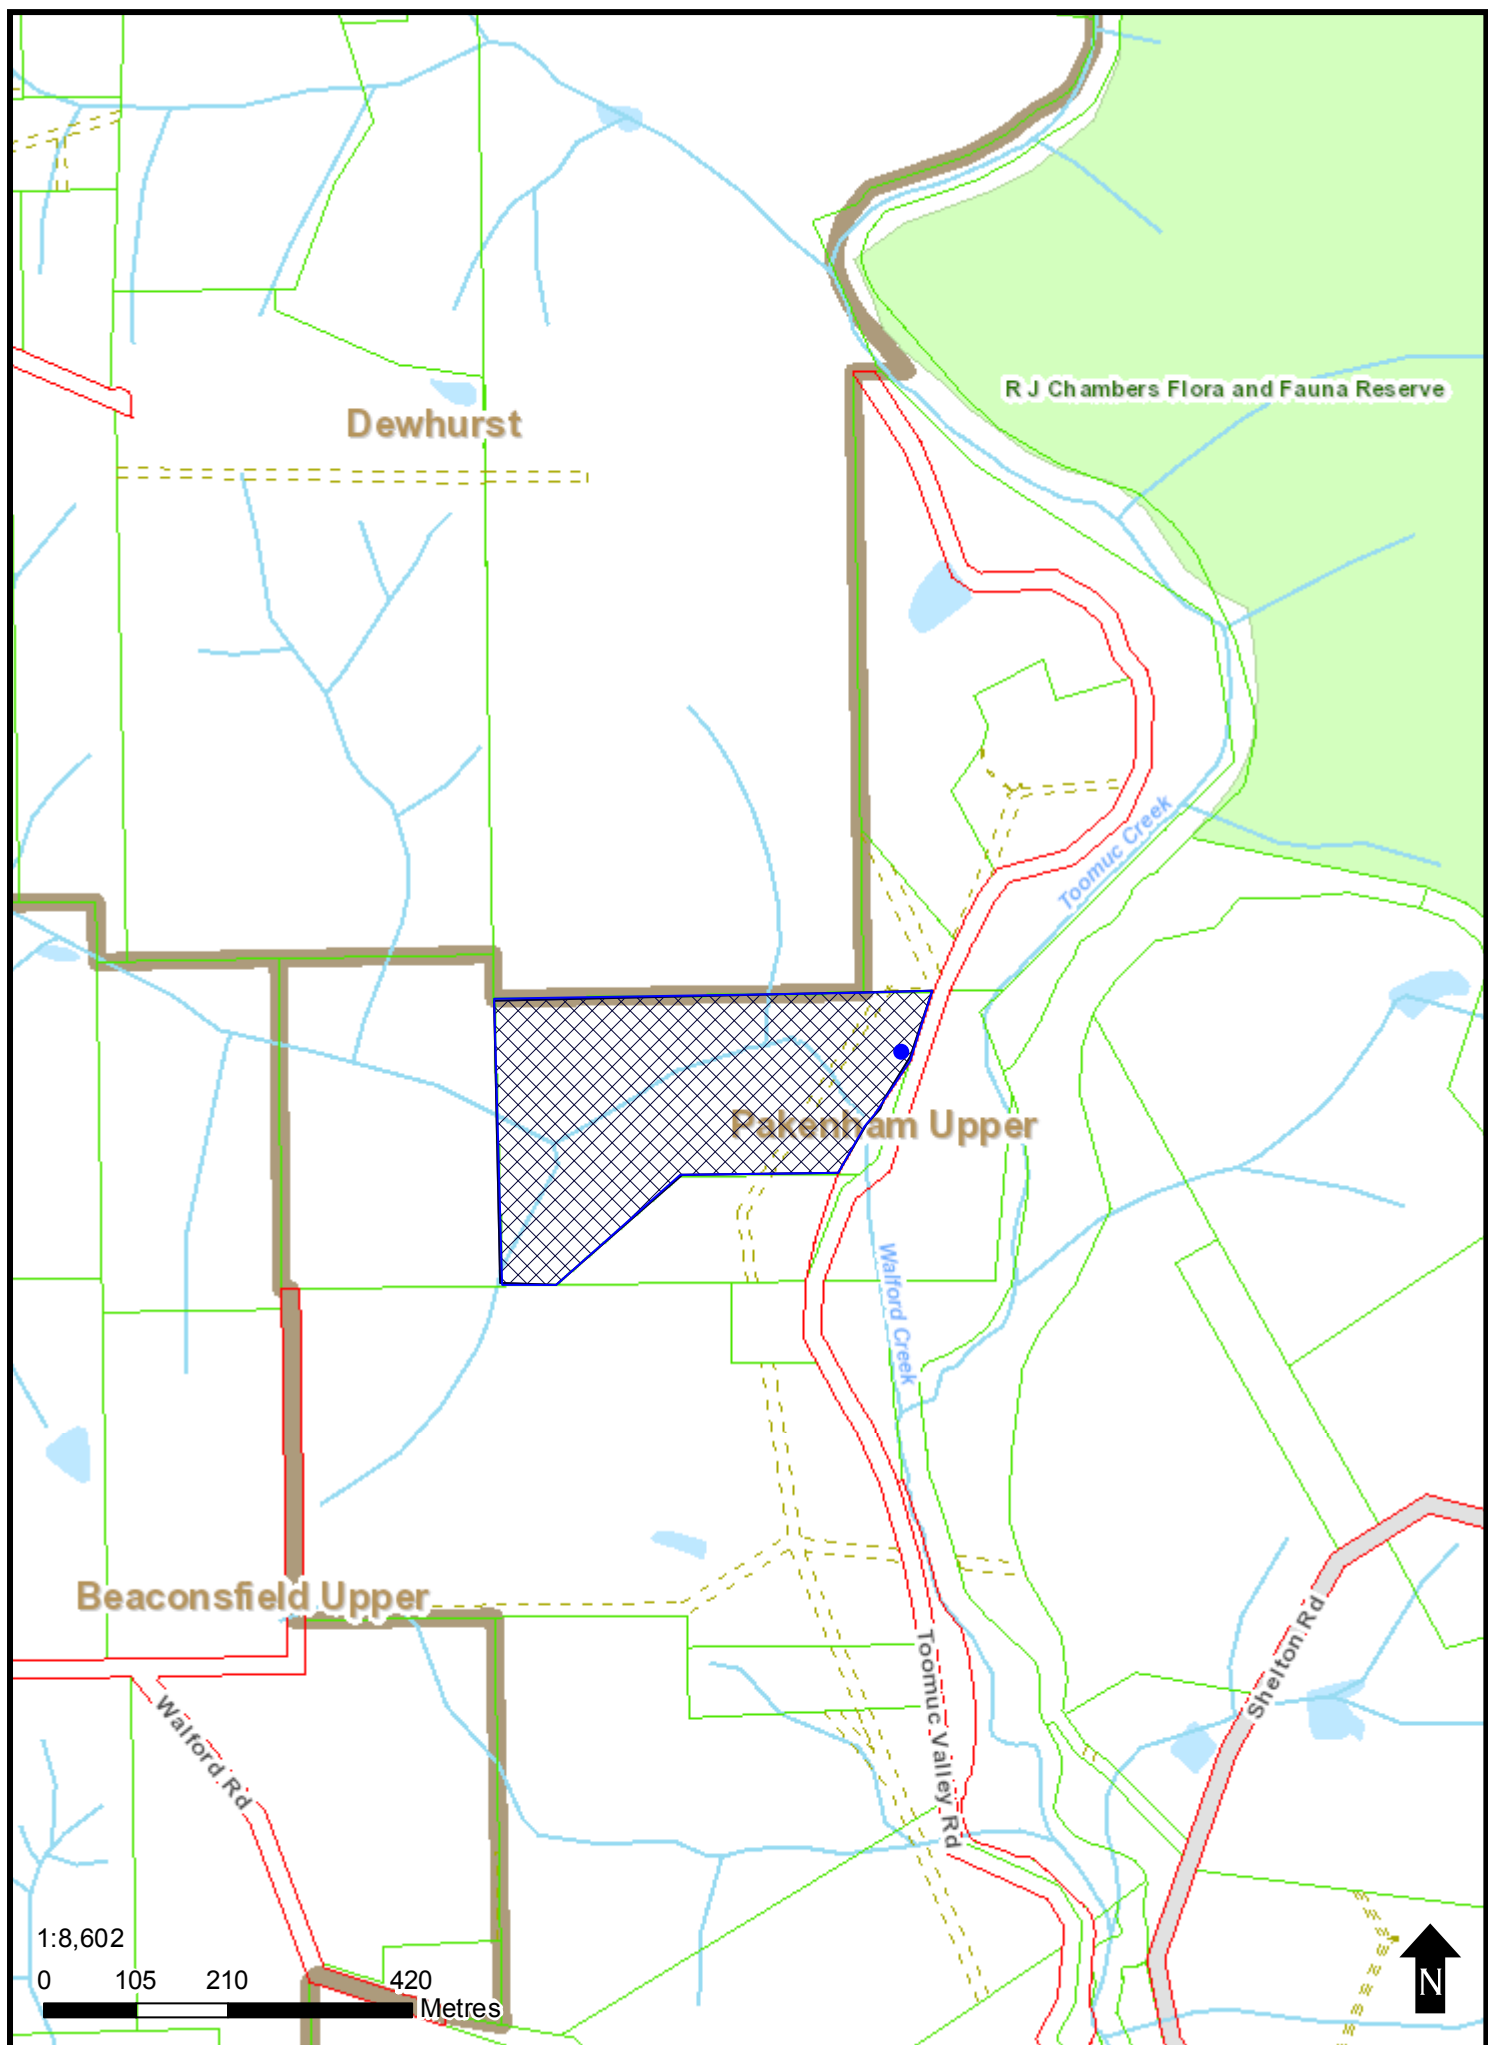 R J Chambers Flora and Fauna Reserve
Dewhurst
Toomuc Creek
Pakenham Upper
Walford Creek
Beaconsfield Upper
Shelton Rd
Toomuc Valley Rd
Walford Rd
1:8,602
0 105 210 420
Metres
N